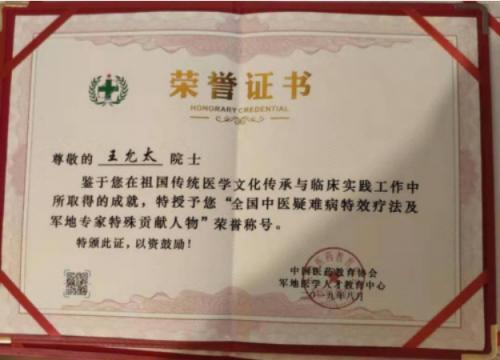 荣誉证书
HONORARY CREDENTIAL
尊敬的 王允太 院士
鉴于您在祖国传统医学文化传承与临床实践工作中
所取得的成就，特授予您“全国中医疑难病特效疗法及
军地专家特殊贡献人物”荣誉称号。
特颁此证，以资鼓励！
中国医药教育协会
军地医学人才教育中心
二〇一九年八月